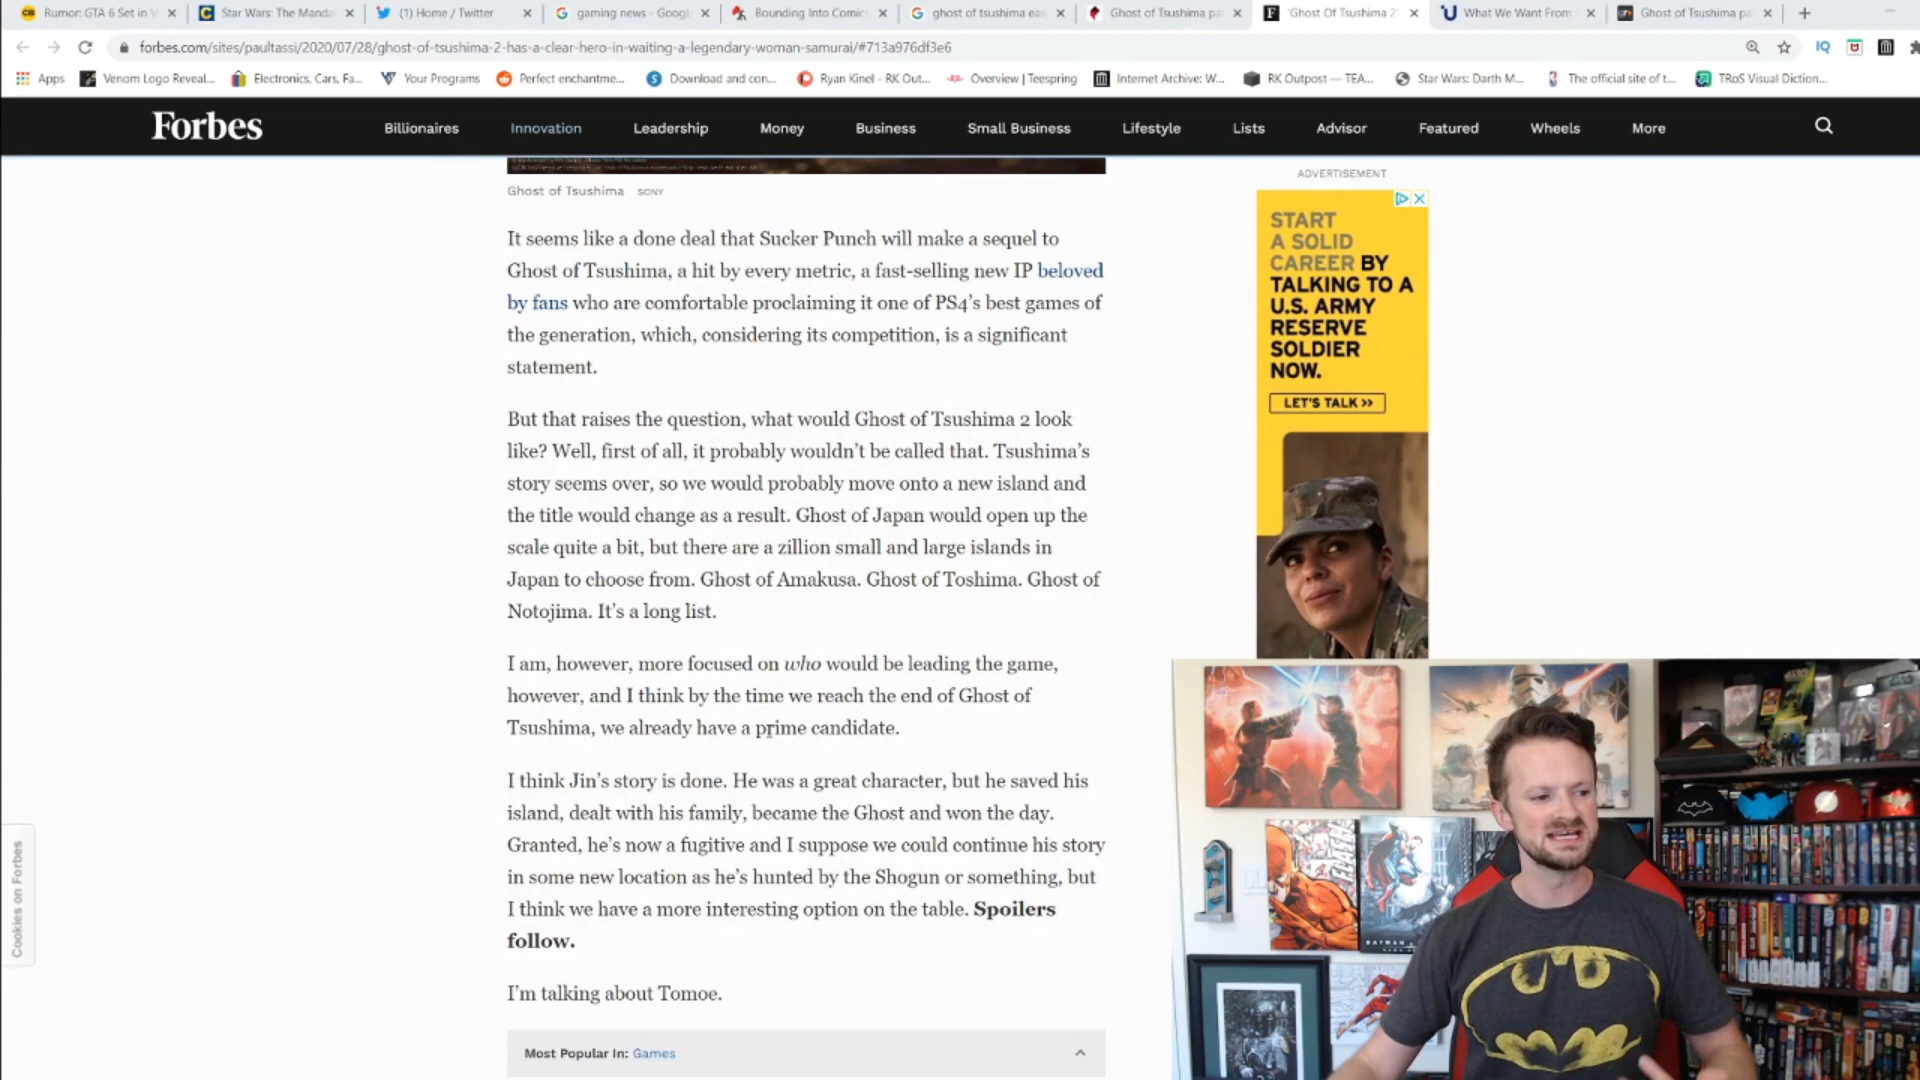 Rumor: GTA 6 Set in V
Star Wars: The Manda
(1) Home / Twitter
gaming news - Googl
Bounding Into Comic
ghost of tsushima eas
Ghost of Tsushima pa
'Ghost Of Tsushima 2'
What We Want From
Ghost of Tsushima pa
forbes.com/sites/paultassi/2020/07/28/ghost-of-tsushima-2-has-a-clear-hero-in-waiting-a-legendary-woman-samurai/#713a976df3e6
Apps
Venom Logo Reveal...
Electronics, Cars, Fa...
Your Programs
Perfect enchantme...
Download and con...
Ryan Kinel - RK Out...
Overview | Teespring
Internet Archive: W...
RK Outpost — TEA...
Star Wars: Darth M...
The official site of t...
TRoS Visual Diction...
Forbes
Billionaires
Innovation
Leadership
Money
Business
Small Business
Lifestyle
Lists
Advisor
Featured
Wheels
More
Ghost of Tsushima SONY
It seems like a done deal that Sucker Punch will make a sequel to
Ghost of Tsushima, a hit by every metric, a fast-selling new IP beloved
by fans who are comfortable proclaiming it one of PS4's best games of
the generation, which, considering its competition, is a significant
statement.
But that raises the question, what would Ghost of Tsushima 2 look
like? Well, first of all, it probably wouldn't be called that. Tsushima's
story seems over, so we would probably move onto a new island and
the title would change as a result. Ghost of Japan would open up the
scale quite a bit, but there are a zillion small and large islands in
Japan to choose from. Ghost of Amakusa. Ghost of Toshima. Ghost of
Notojima. It's a long list.
I am, however, more focused on who would be leading the game,
however, and I think by the time we reach the end of Ghost of
Tsushima, we already have a prime candidate.
I think Jin's story is done. He was a great character, but he saved his
island, dealt with his family, became the Ghost and won the day.
Granted, he's now a fugitive and I suppose we could continue his story
in some new location as he's hunted by the Shogun or something, but
I think we have a more interesting option on the table. Spoilers
follow.
I'm talking about Tomoe.
Most Popular In: Games
Cookies on Forbes
ADVERTISEMENT
START
A SOLID
CAREER BY
TALKING TO A
U.S. ARMY
RESERVE
SOLDIER
NOW.
LET'S TALK >>